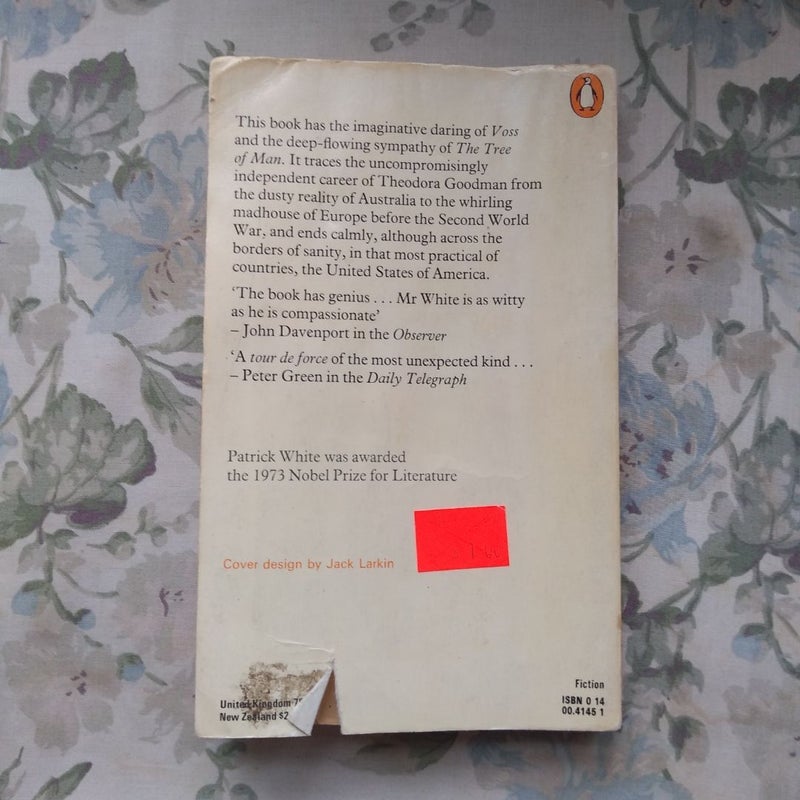 This book has the imaginative daring of Voss
and the deep-flowing sympathy of The Tree
of Man. It traces the uncompromisingly
independent career of Theodora Goodman from
the dusty reality of Australia to the whirling
madhouse of Europe before the Second World
War, and ends calmly, although across the
borders of sanity, in that most practical of
countries, the United States of America.
‘The book has genius . . . Mr White is as witty
as he is compassionate’
– John Davenport in the Observer
‘A tour de force of the most unexpected kind . . .
– Peter Green in the Daily Telegraph
Patrick White was awarded
the 1973 Nobel Prize for Literature
Cover design by Jack Larkin
Fiction
United Kingdom
ISBN 0 14
New Zealand $2
00.4145 1